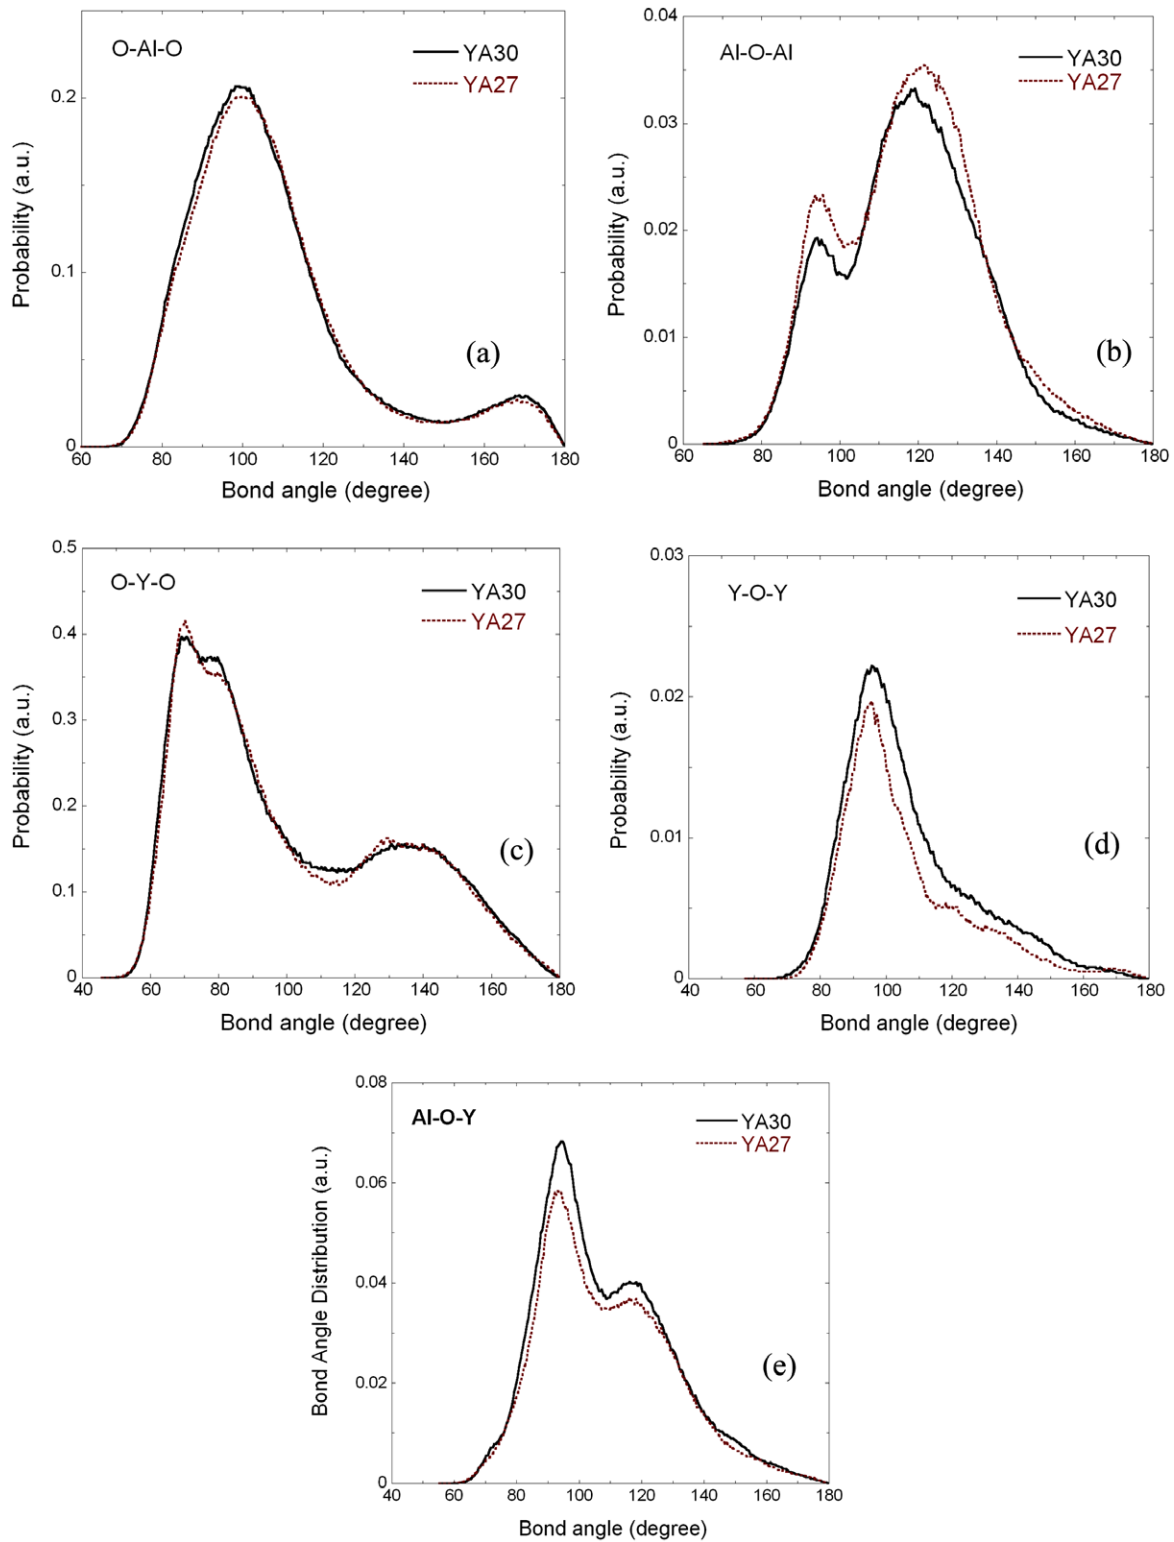 O-Al-O
YA30
YA27
Probability (a.u.)
0.2
0.1
0
(a)
60 80 100 120 140 160 180
Bond angle (degree)
Al-O-Al
YA30
YA27
Probability (a.u.)
0.04
0.03
0.02
0.01
0
(b)
60 80 100 120 140 160 180
Bond angle (degree)
O-Y-O
YA30
YA27
Probability (a.u.)
0.5
0.4
0.3
0.2
0.1
0
(c)
40 60 80 100 120 140 160 180
Bond angle (degree)
Y-O-Y
YA30
YA27
Probability (a.u.)
0.03
0.02
0.01
0
(d)
40 60 80 100 120 140 160 180
Bond angle (degree)
Al-O-Y
YA30
YA27
Bond Angle Distribution (a.u.)
0.08
0.06
0.04
0.02
0
(e)
40 60 80 100 120 140 160 180
Bond angle (degree)